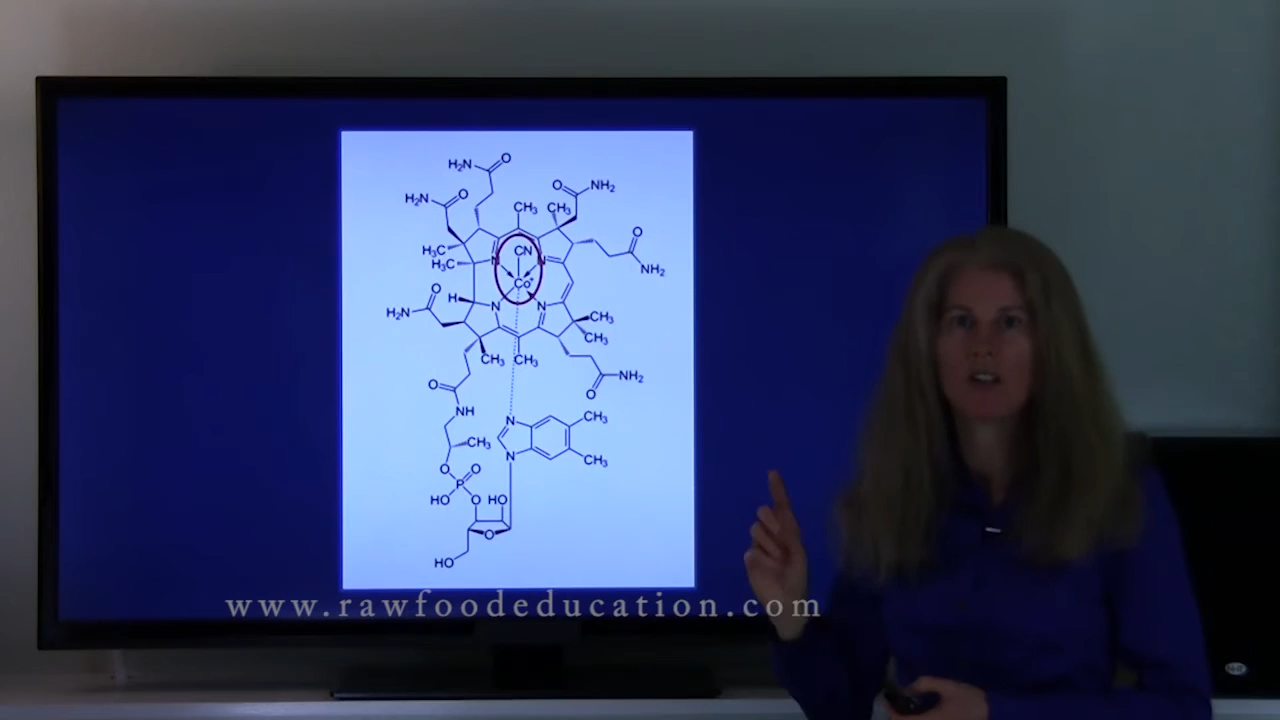 H₂N O
H₂N O
O NH₂
CH₃ CH₃
O
NH₂
H₃C
H₃C
CN
N N
Co⁺
O
H₂N
H N N
CH₃
CH₃
CH₃ CH₃
O
NH₂
O
NH
N CH₃
CH₃
CH₃
O O
P N
HO O HO
O
HO
www.rawfoodeducation.com